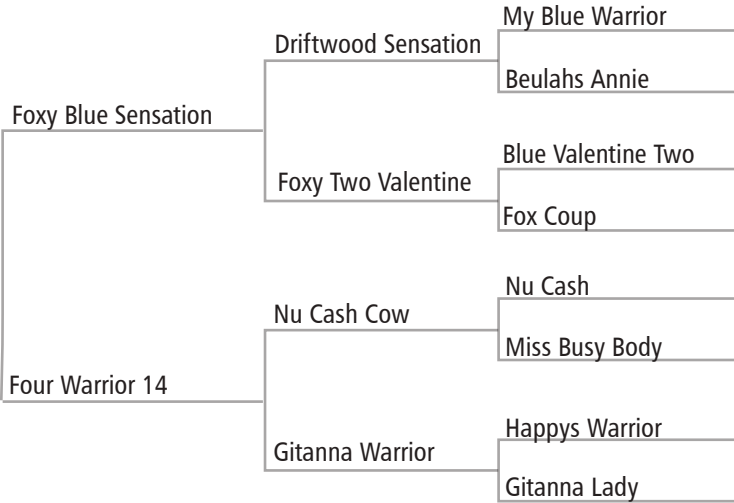 My Blue Warrior
Driftwood Sensation
Beulahs Annie
Foxy Blue Sensation
Blue Valentine Two
Foxy Two Valentine
Fox Coup
Nu Cash
Nu Cash Cow
Miss Busy Body
Four Warrior 14
Happys Warrior
Gitanna Warrior
Gitanna Lady